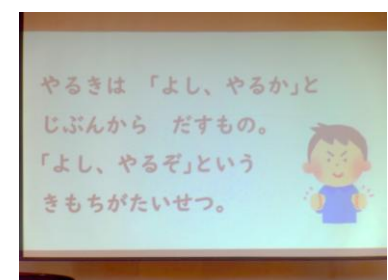 やるきは　「よし、やるか」と
じぶんから　だすもの。
「よし、やるぞ」という
きもちがたいせつ。